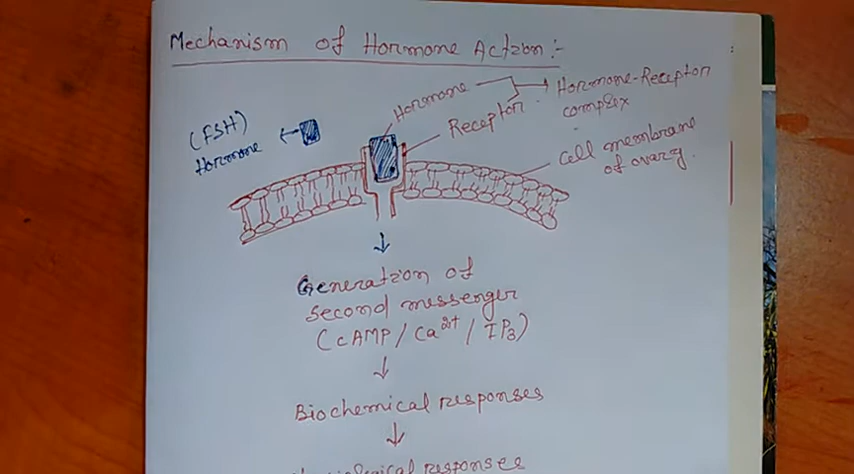 Mechanism of Hormone Action :-
Hormone
Receptor
Hormone-Receptor
complex
(FSH)
Hormone
Cell membrane
of ovary.
Generation of
second messenger
(cAMP / Ca2+ / IP3)
Biochemical responses
responses